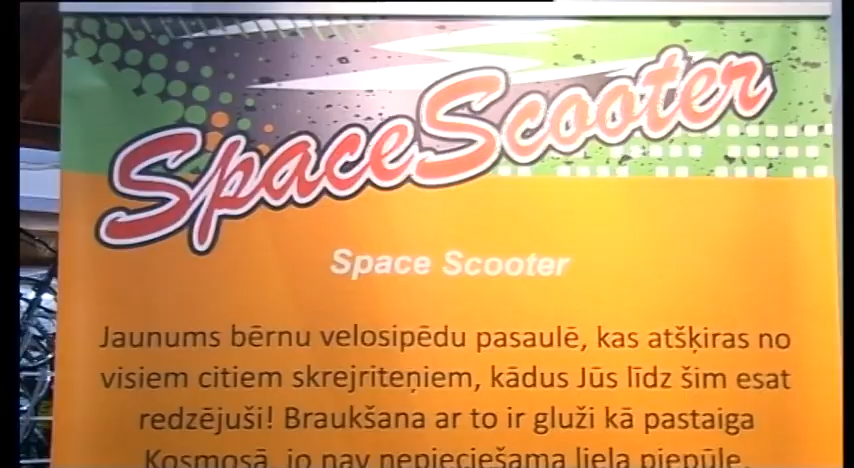 SpaceScooter
Space Scooter
Jaunums bērnu velosipēdu pasaulē, kas atšķiras no
visiem citiem skrejriteņiem, kādus Jūs līdz šim esat
redzējuši! Braukšana ar to ir gluži kā pastaiga
Kosmosā, jo nav nepieciešama liela piepūle.